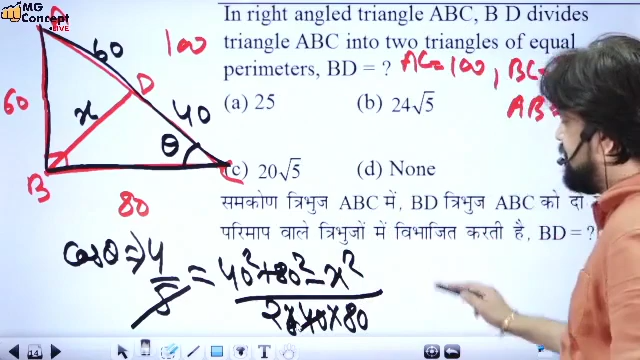 MG Concept LIVE
In right angled triangle ABC, B D divides
triangle ABC into two triangles of equal
perimeters, BD = ? AC=100, BC=
AB=
(a) 25 (b) 24√5
(c) 20√5 (d) None
समकोण त्रिभुज ABC में, BD त्रिभुज ABC को दो
परिमाप वाले त्रिभुजों में विभाजित करती है, BD = ?
60 100
D
60 x 40
θ
B C
80
cosθ ⇒ 4/5 = 40²+80²-x² / 2×40×80
14